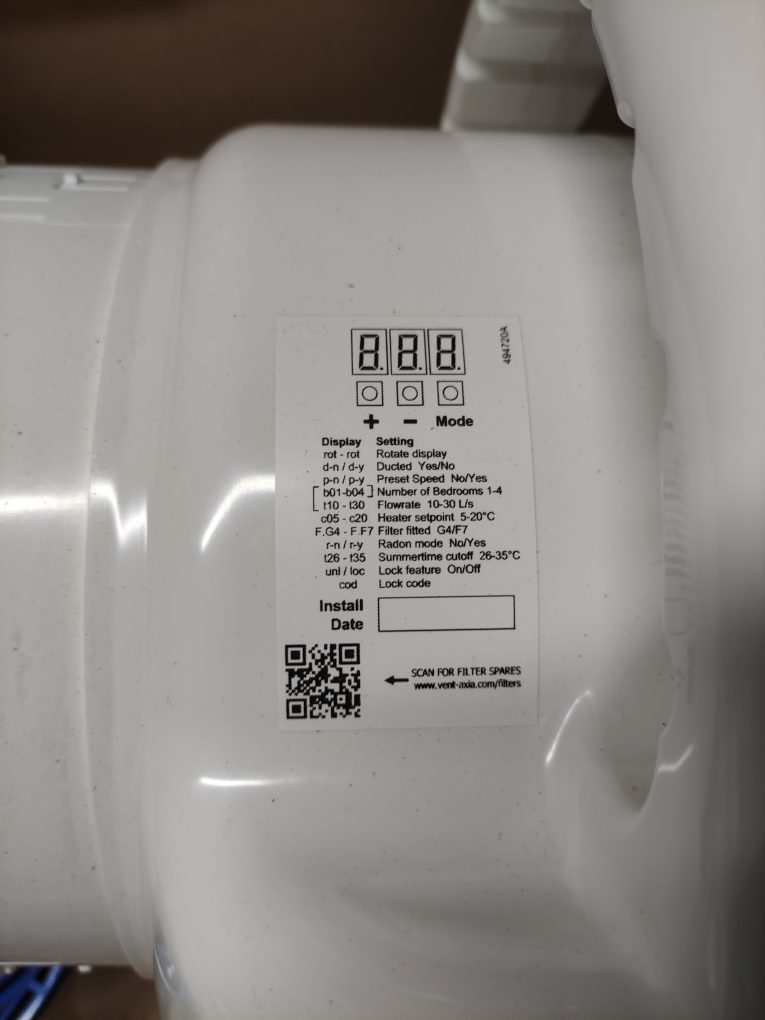 8.8.8.
494720A
+ − Mode
Display Setting
rot - rot Rotate display
d-n / d-y Ducted Yes/No
p-n / p-y Preset Speed No/Yes
[ b01-b04 ] Number of Bedrooms 1-4
[ t10 - t30 Flowrate 10-30 L/s
c05 - c20 Heater setpoint 5-20°C
F.G4 - F.F7 Filter fitted G4/F7
r-n / r-y Radon mode No/Yes
t26 - t35 Summertime cutoff 26-35°C
unl / loc Lock feature On/Off
cod Lock code
Install
Date
← SCAN FOR FILTER SPARES
www.vent-axia.com/filters